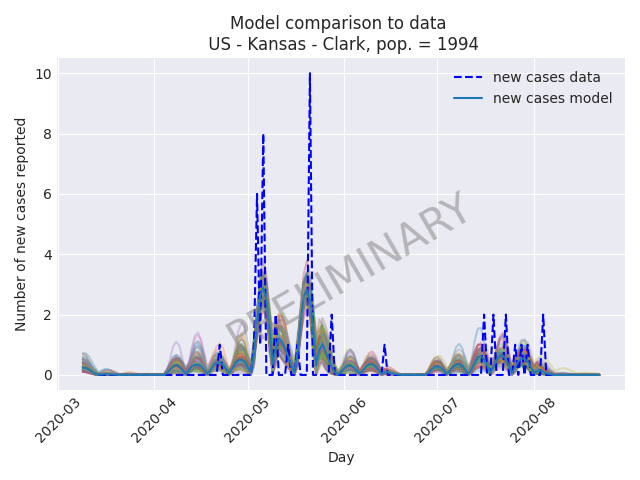 Model comparison to data
US - Kansas - Clark, pop. = 1994
Number of new cases reported
10
8
6
4
2
0
new cases data
new cases model
PRELIMINARY
2020-03
2020-04
2020-05
2020-06
2020-07
2020-08
Day